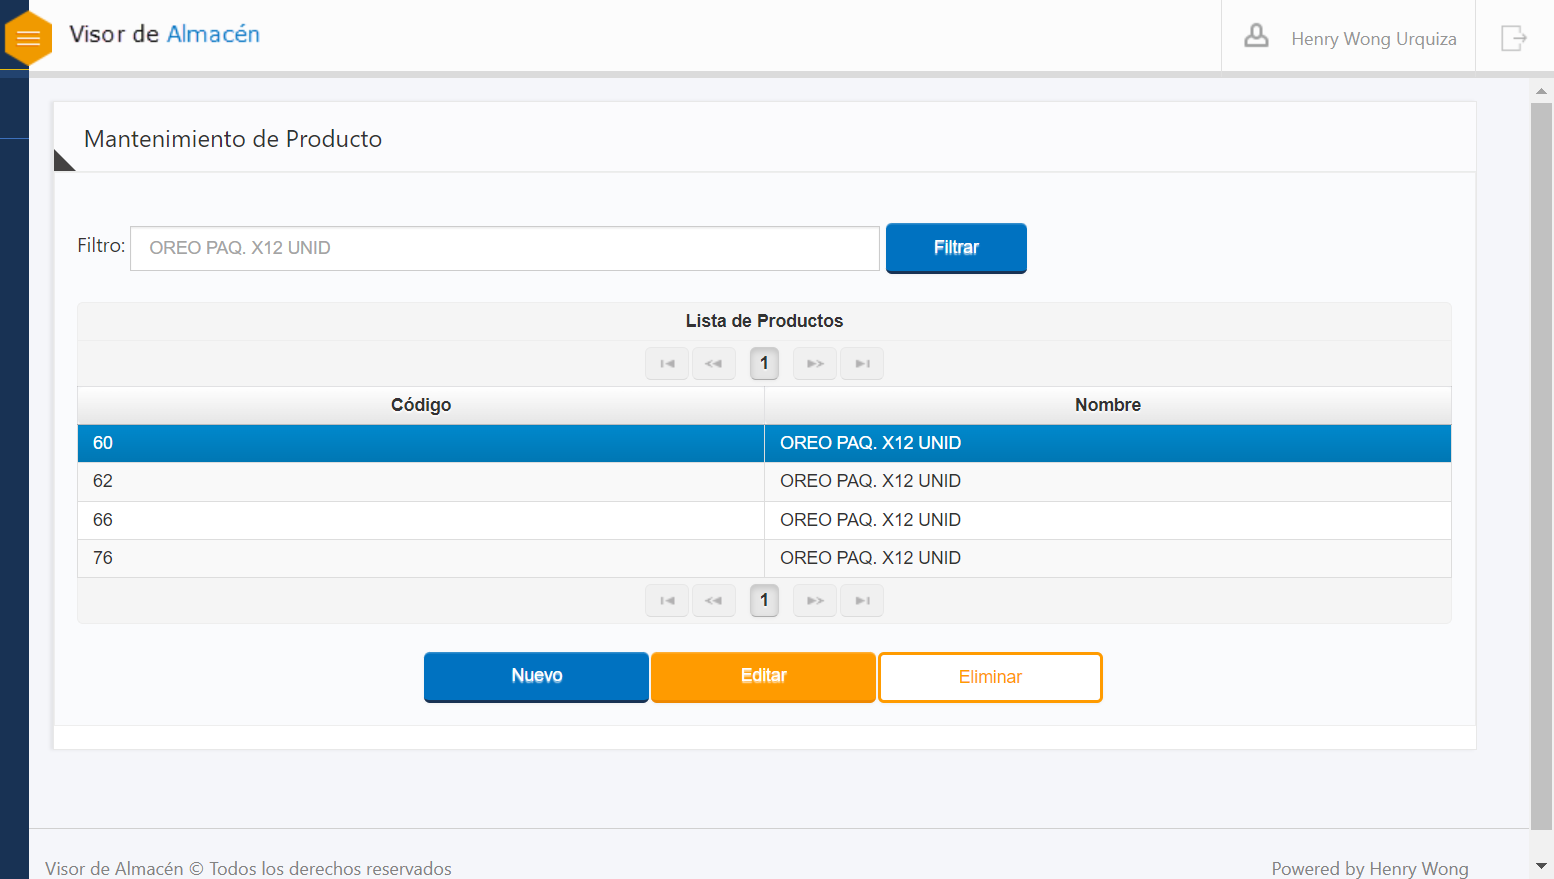 Visor de Almacén
Henry Wong Urquiza
Mantenimiento de Producto
Filtro: OREO PAQ. X12 UNID Filtrar
Lista de Productos
1
Código Nombre
60 OREO PAQ. X12 UNID
62 OREO PAQ. X12 UNID
66 OREO PAQ. X12 UNID
76 OREO PAQ. X12 UNID
1
Nuevo Editar Eliminar
Visor de Almacén © Todos los derechos reservados Powered by Henry Wong